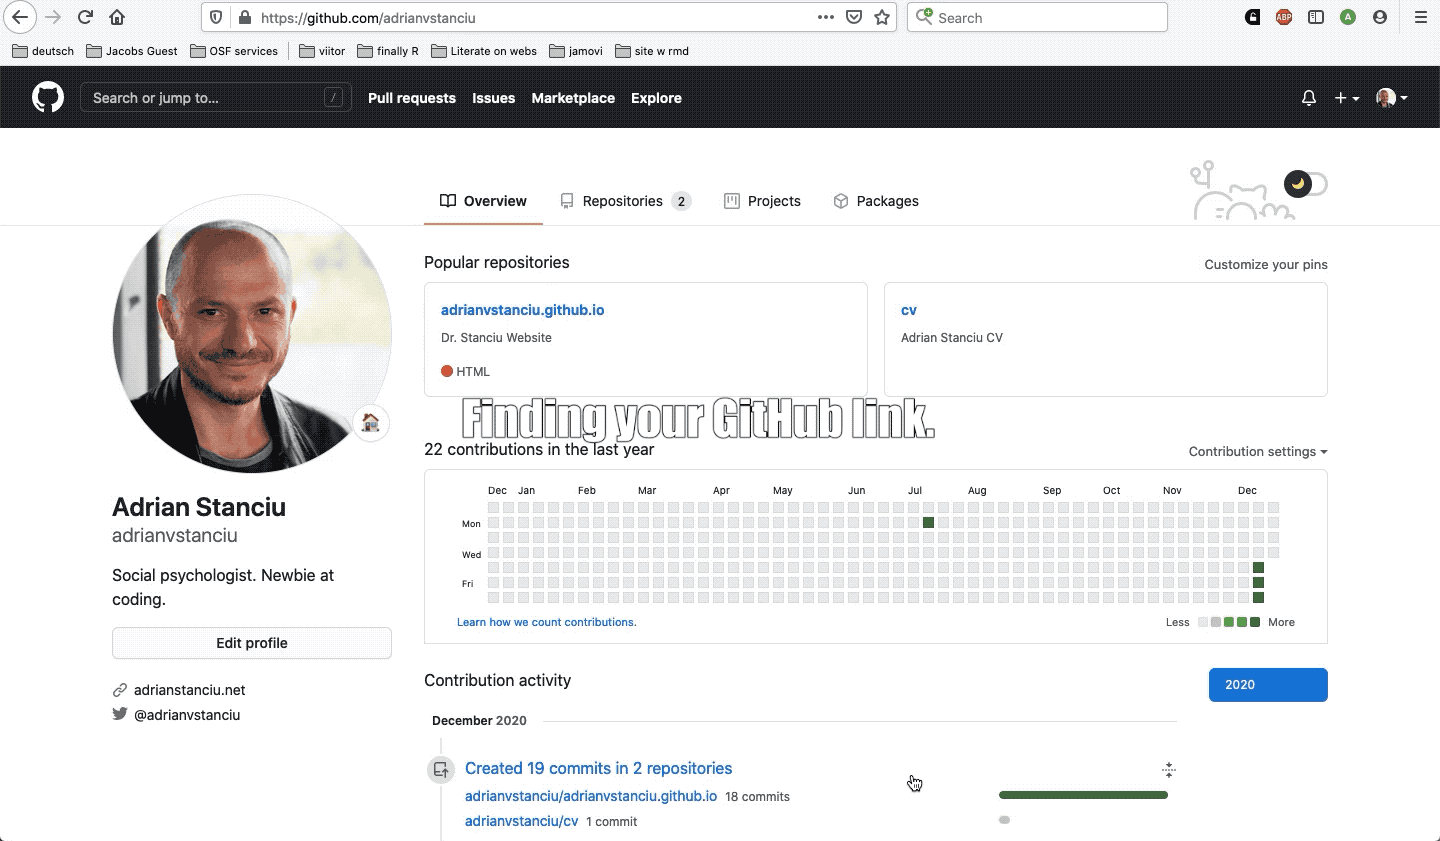 https://github.com/adrianvstanciu
Search
ABP
A
deutsch
Jacobs Guest
OSF services
viitor
finally R
Literate on webs
jamovi
site w rmd
Search or jump to...
/
Pull requests
Issues
Marketplace
Explore
Overview
Repositories 2
Projects
Packages
Popular repositories
Customize your pins
adrianvstanciu.github.io
Dr. Stanciu Website
HTML
cv
Adrian Stanciu CV
Finding your GitHub link.
22 contributions in the last year
Contribution settings
Dec Jan Feb Mar Apr May Jun Jul Aug Sep Oct Nov Dec
Mon
Wed
Fri
Learn how we count contributions.
Less
More
Adrian Stanciu
adrianvstanciu
Social psychologist. Newbie at
coding.
Edit profile
adrianstanciu.net
@adrianvstanciu
Contribution activity
2020
December 2020
Created 19 commits in 2 repositories
adrianvstanciu/adrianvstanciu.github.io 18 commits
adrianvstanciu/cv 1 commit